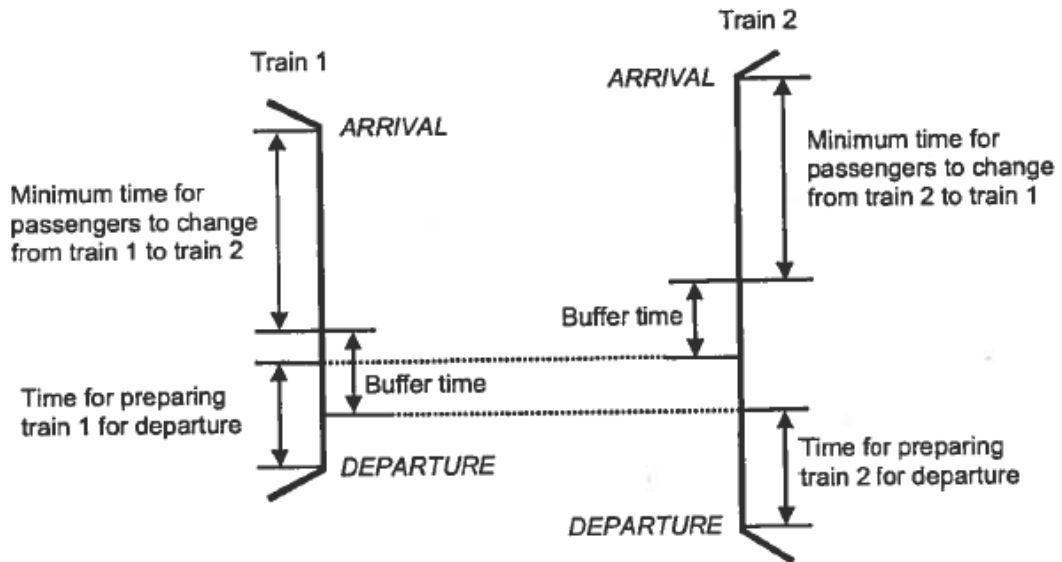 Train 2
Train 1
ARRIVAL
ARRIVAL
Minimum time for
passengers to change
from train 2 to train 1
Minimum time for
passengers to change
from train 1 to train 2
Buffer time
Buffer time
Time for preparing
train 1 for departure
Time for preparing
train 2 for departure
DEPARTURE
DEPARTURE